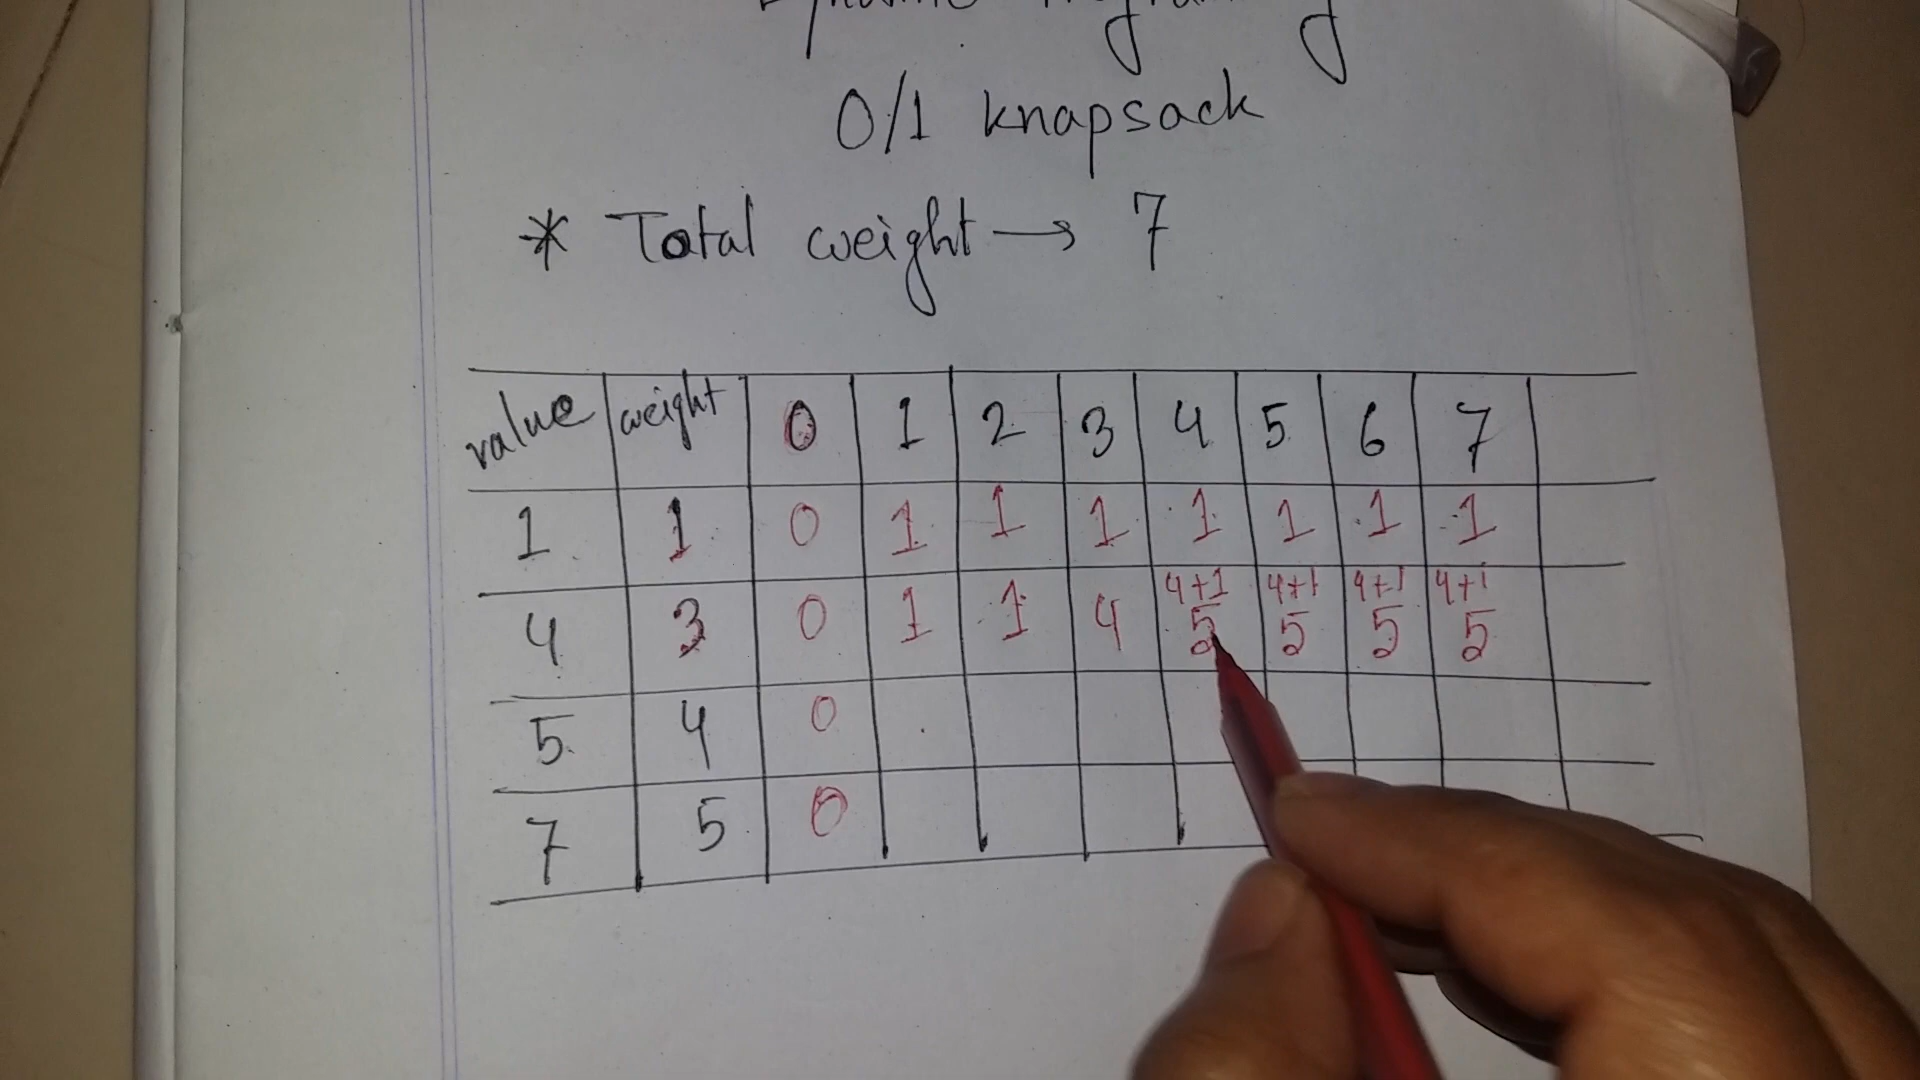 0/1 knapsack
* Total weight → 7
value weight 0 1 2 3 4 5 6 7
1 1 0 1 1 1 1 1 1 1
4+1 4+1 4+1 4+1
4 3 0 1 1 4 5 5 5 5
5 4 0
7 5 0